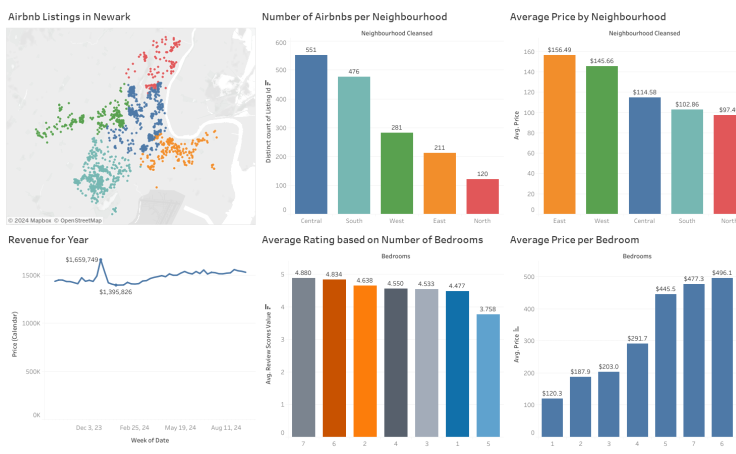 Airbnb Listings in Newark
© 2024 Mapbox © OpenStreetMap
Number of Airbnbs per Neighbourhood
Neighbourhood Cleansed
Distinct count of Listing Id
600
500
400
300
200
100
0
551
476
281
211
120
Central
South
West
East
North
Average Price by Neighbourhood
Neighbourhood Cleansed
Avg. Price
160
140
120
100
80
60
40
20
0
$156.49
$145.66
$114.58
$102.86
$97.4
East
West
Central
South
North
Revenue for Year
Price (Calendar)
1500K
1000K
500K
0K
$1,659,749
$1,395,826
Dec 3, 23
Feb 25, 24
May 19, 24
Aug 11, 24
Week of Date
Average Rating based on Number of Bedrooms
Bedrooms
Avg. Review Scores Value
5
4
3
2
1
0
4.880
4.834
4.638
4.550
4.533
4.477
3.758
7
6
2
4
3
1
5
Average Price per Bedroom
Bedrooms
Avg. Price
500
400
300
200
100
0
$120.3
$187.9
$203.0
$291.7
$445.5
$477.3
$496.1
1
2
3
4
5
7
6